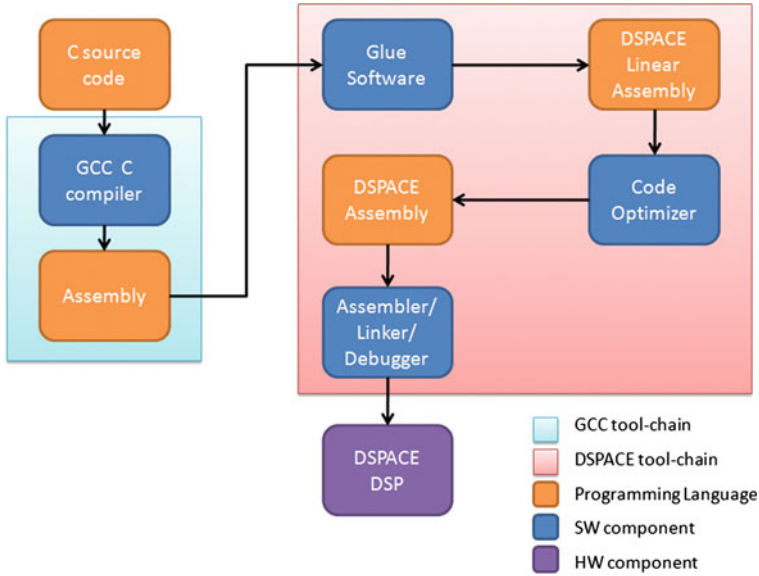 C source
code
GCC C
compiler
Assembly
Glue
Software
DSPACE
Linear
Assembly
Code
Optimizer
DSPACE
Assembly
Assembler/
Linker/
Debugger
DSPACE
DSP
GCC tool-chain
DSPACE tool-chain
Programming Language
SW component
HW component